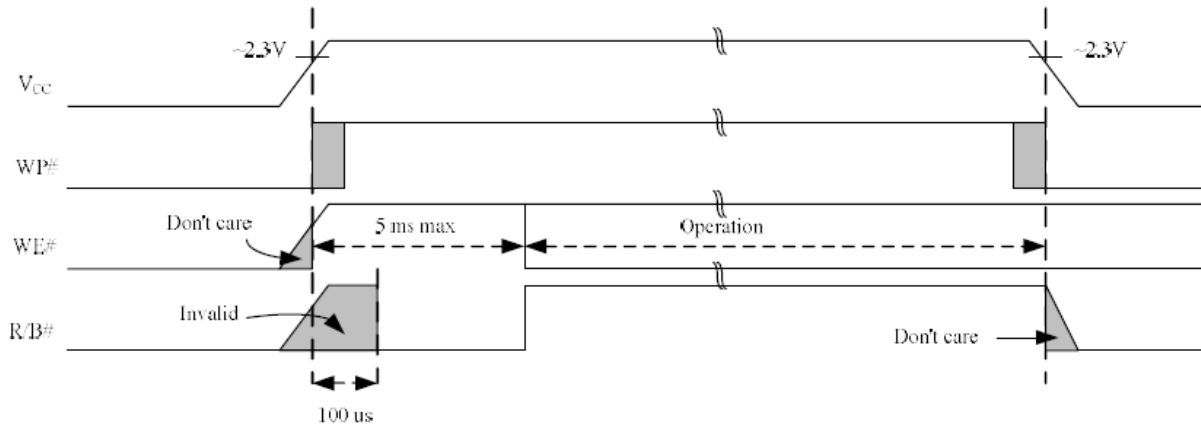 ~2.3V
~2.3V
VCC
WP#
Don't care
5 ms max
Operation
WE#
Invalid
R/B#
Don't care
100 us